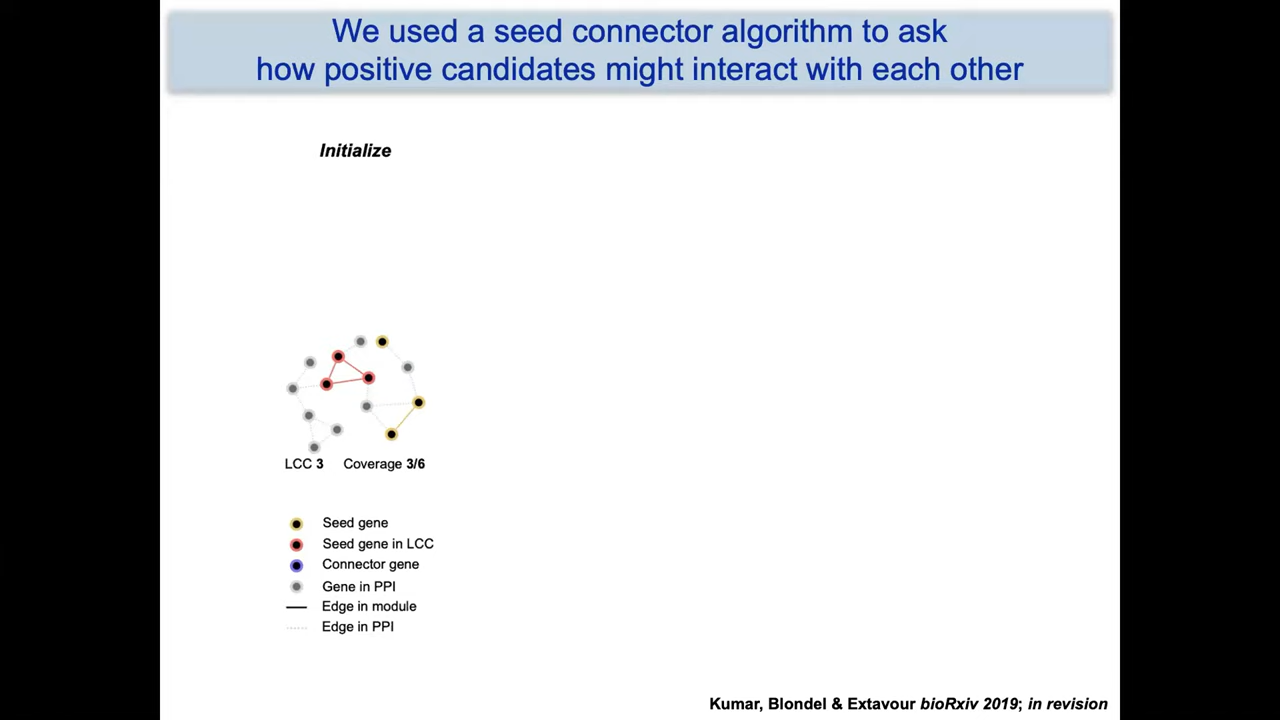 We used a seed connector algorithm to ask
how positive candidates might interact with each other
Initialize
LCC 3 Coverage 3/6
Seed gene
Seed gene in LCC
Connector gene
Gene in PPI
Edge in module
Edge in PPI
Kumar, Blondel & Extavour bioRxiv 2019; in revision